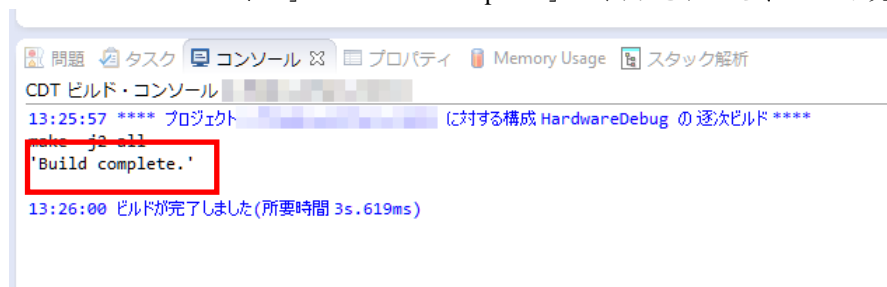 問題 タスク コンソール プロパティ Memory Usage スタック解析
CDT ビルド・コンソール
13:25:57 **** プロジェクト に対する構成 HardwareDebug の 逐次ビルド ****
make -j2 all
'Build complete.'
13:26:00 ビルドが完了しました(所要時間 3s.619ms)